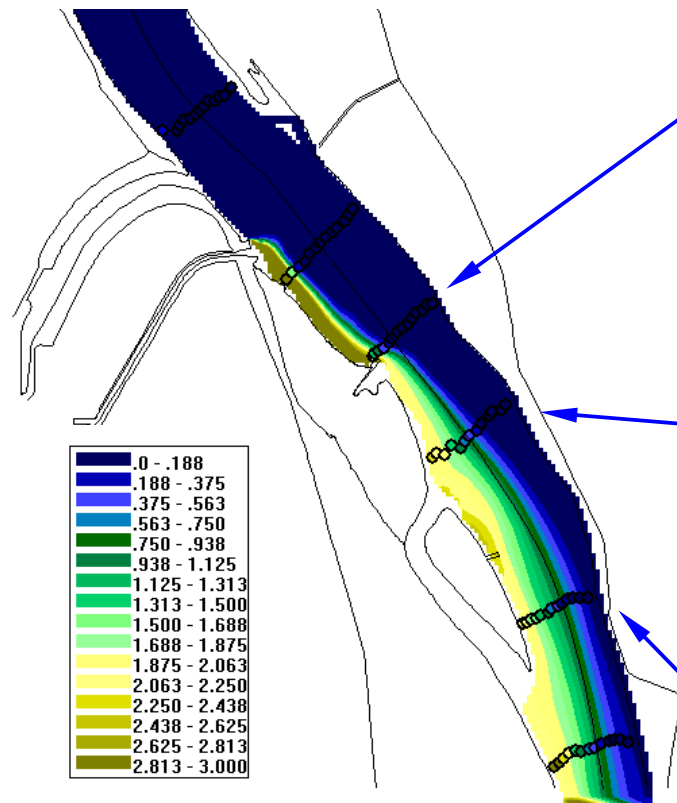 .0 - .188
.188 - .375
.375 - .563
.563 - .750
.750 - .938
.938 - 1.125
1.125 - 1.313
1.313 - 1.500
1.500 - 1.688
1.688 - 1.875
1.875 - 2.063
2.063 - 2.250
2.250 - 2.438
2.438 - 2.625
2.625 - 2.813
2.813 - 3.000